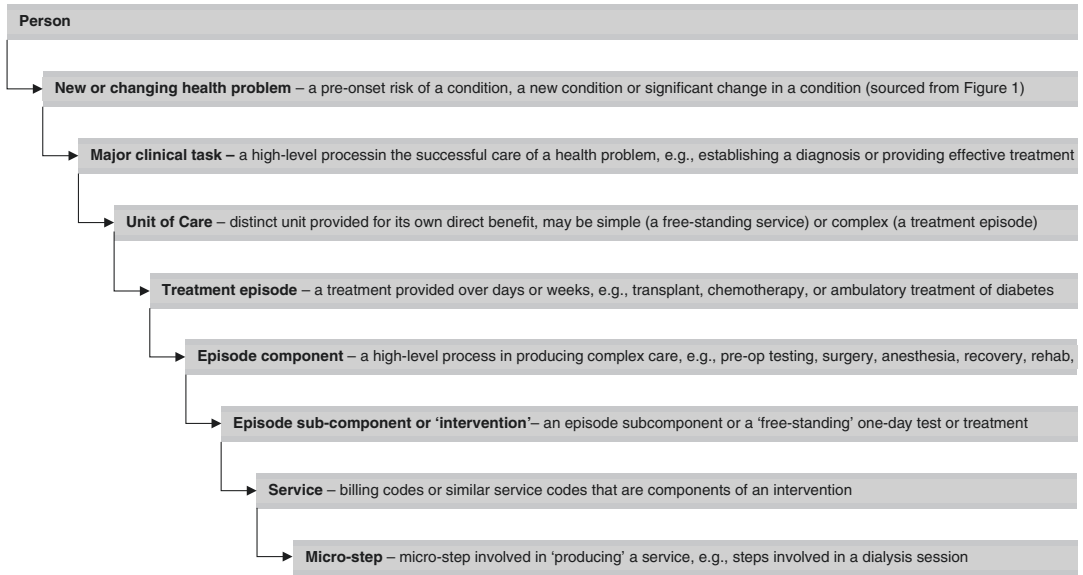 Person
New or changing health problem – a pre-onset risk of a condition, a new condition or significant change in a condition (sourced from Figure 1)
Major clinical task – a high-level processin the successful care of a health problem, e.g., establishing a diagnosis or providing effective treatment
Unit of Care – distinct unit provided for its own direct benefit, may be simple (a free-standing service) or complex (a treatment episode)
Treatment episode – a treatment provided over days or weeks, e.g., transplant, chemotherapy, or ambulatory treatment of diabetes
Episode component – a high-level process in producing complex care, e.g., pre-op testing, surgery, anesthesia, recovery, rehab,
Episode sub-component or ‘intervention’– an episode subcomponent or a ‘free-standing’ one-day test or treatment
Service – billing codes or similar service codes that are components of an intervention
Micro-step – micro-step involved in ‘producing’ a service, e.g., steps involved in a dialysis session